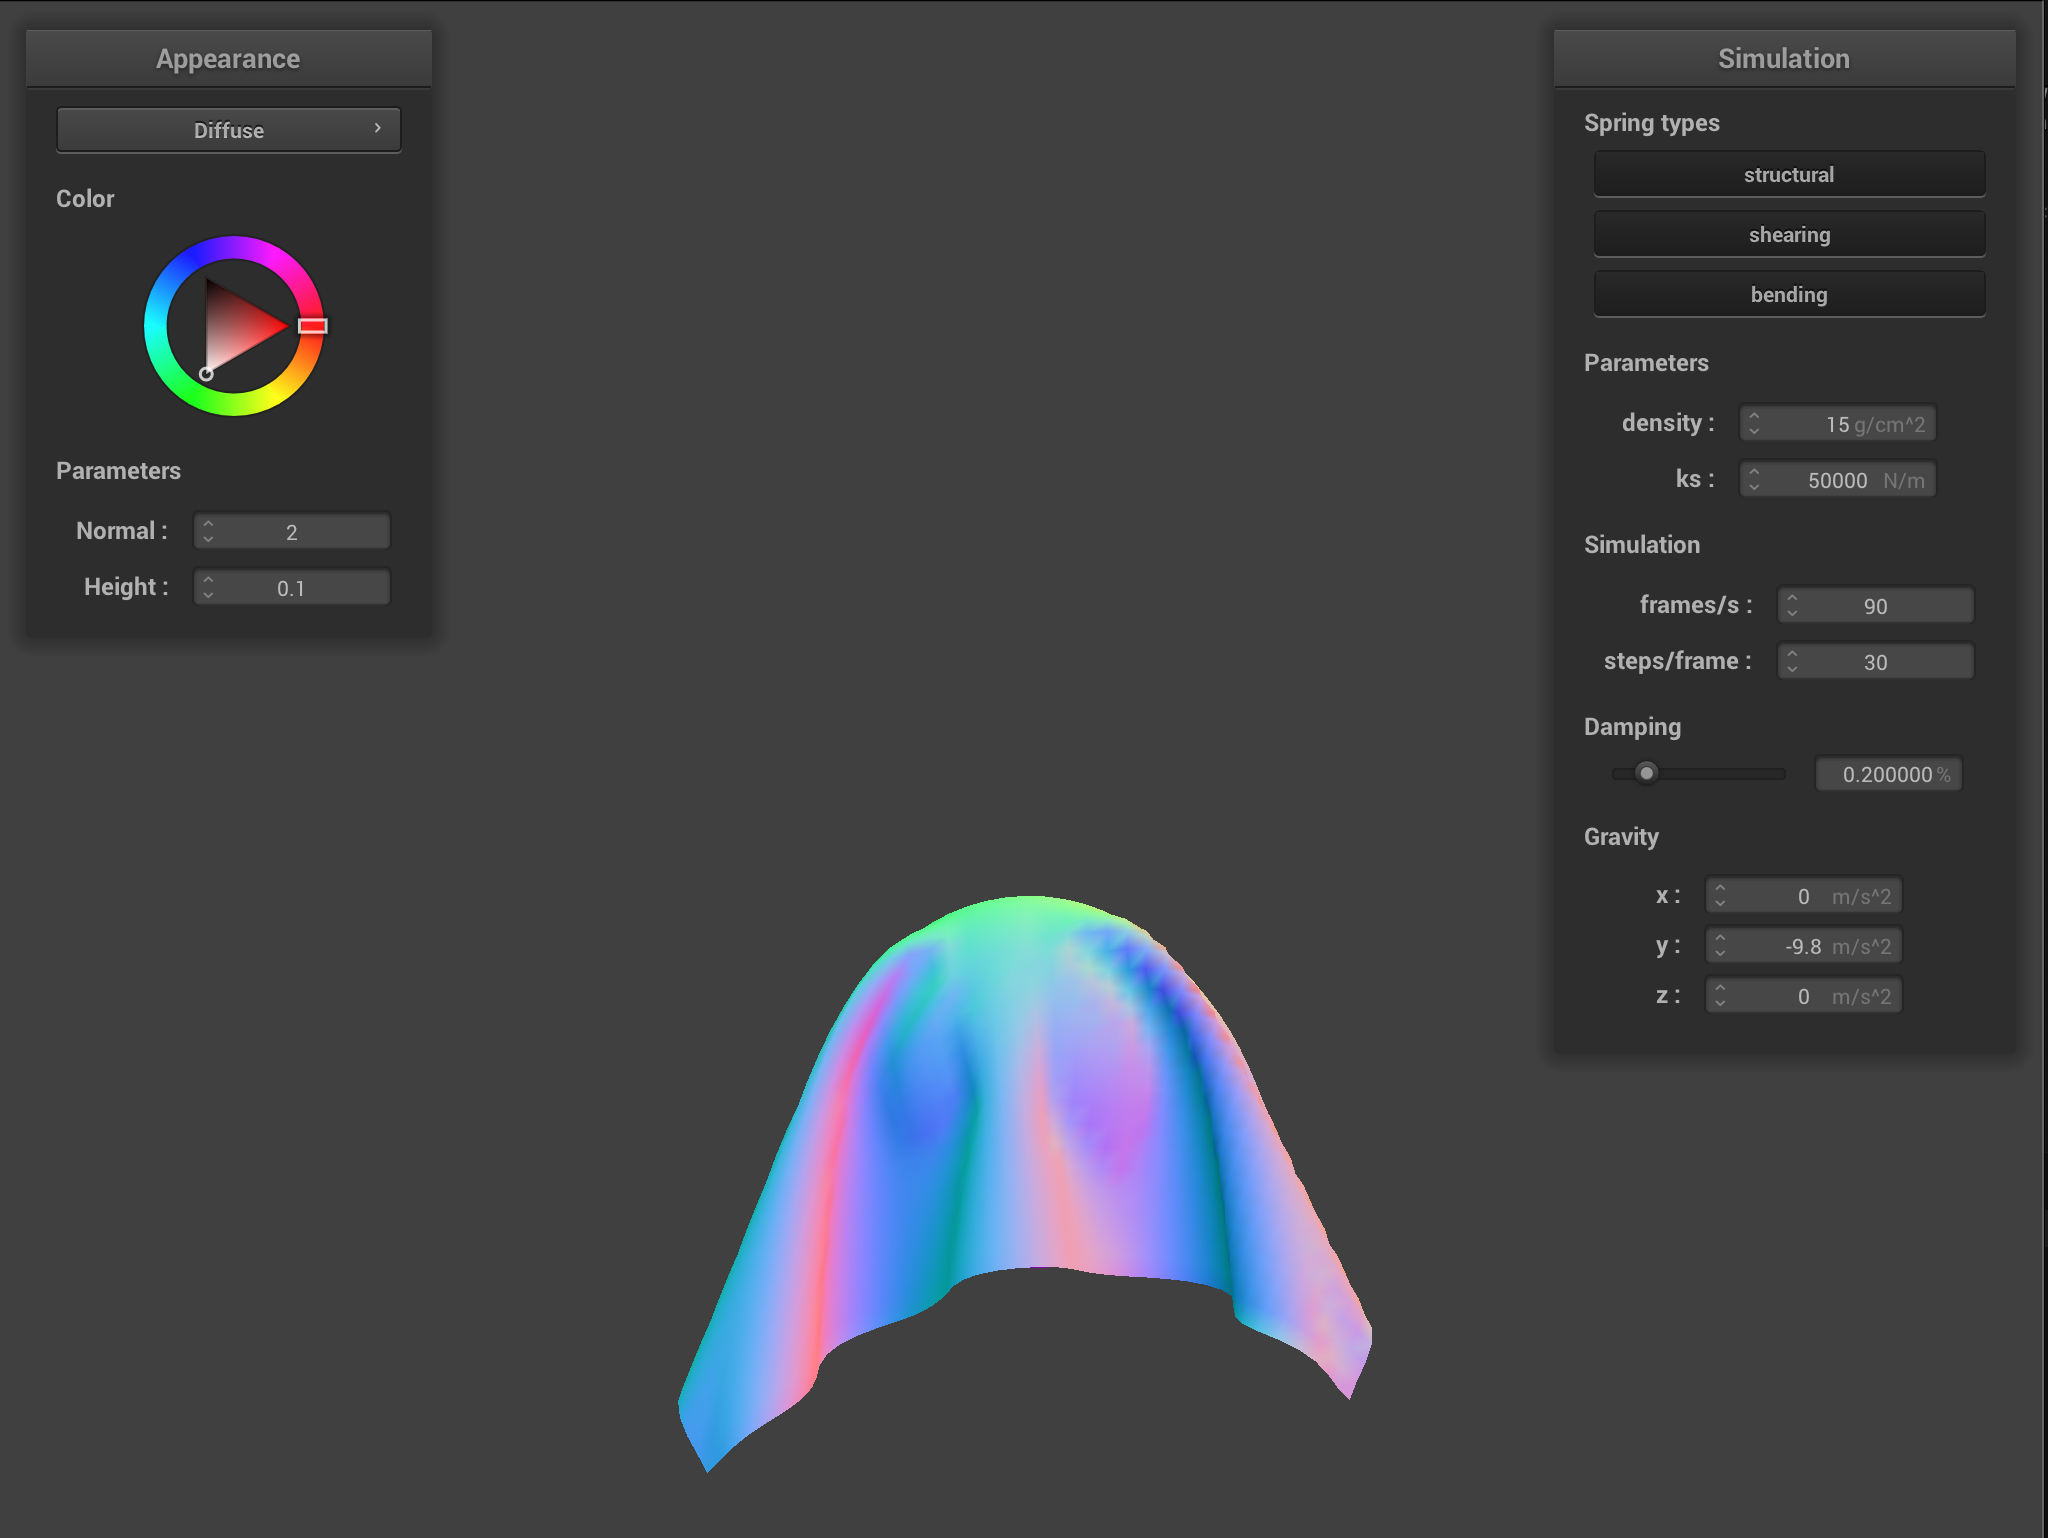 Appearance
Diffuse
Color
Parameters
Normal : 2
Height : 0.1
Simulation
Spring types
structural
shearing
bending
Parameters
density : 15 g/cm^2
ks : 50000 N/m
Simulation
frames/s : 90
steps/frame : 30
Damping
0.200000 %
Gravity
x : 0 m/s^2
y : -9.8 m/s^2
z : 0 m/s^2